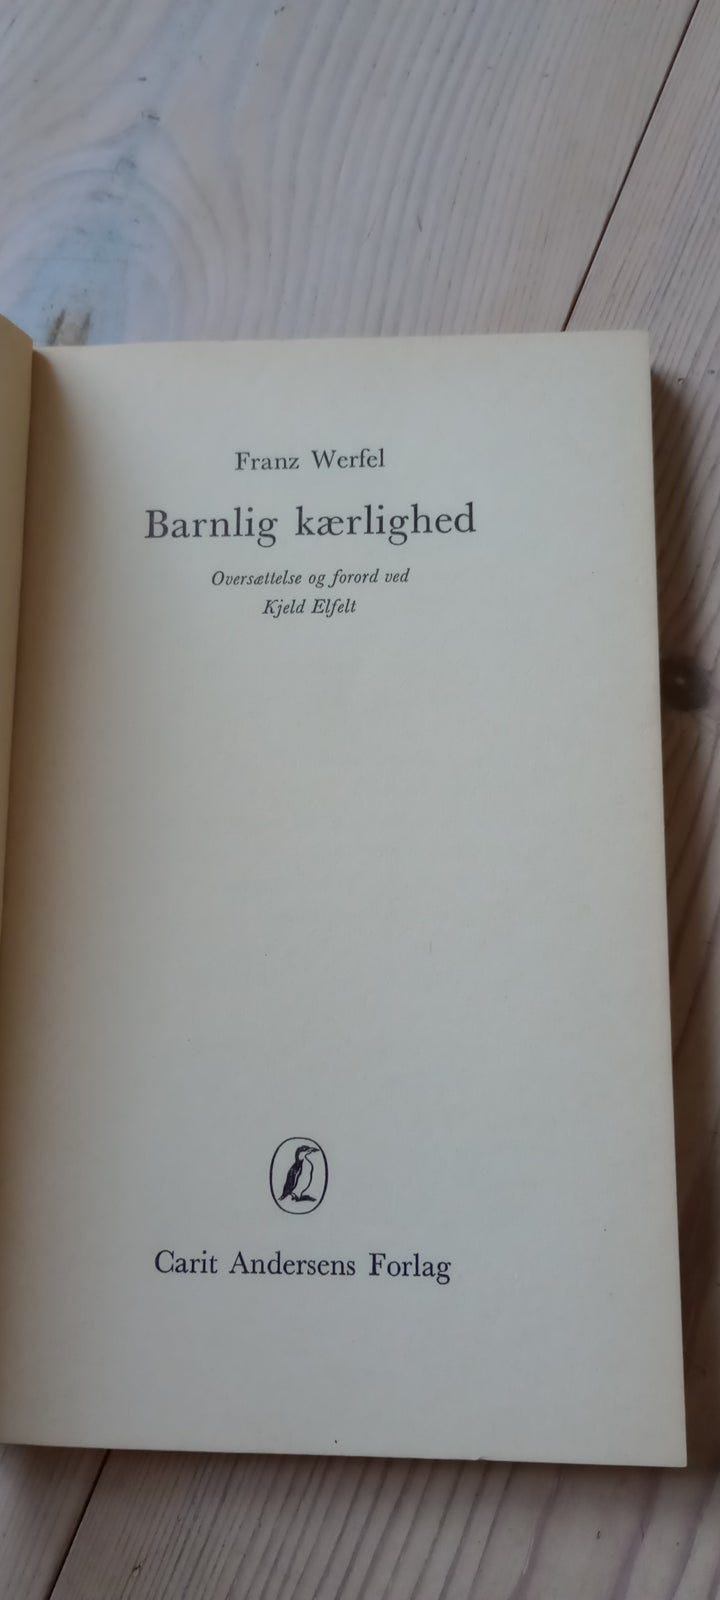 Franz Werfel
Barnlig kærlighed
Oversættelse og forord ved
Kjeld Elfelt
Carit Andersens Forlag